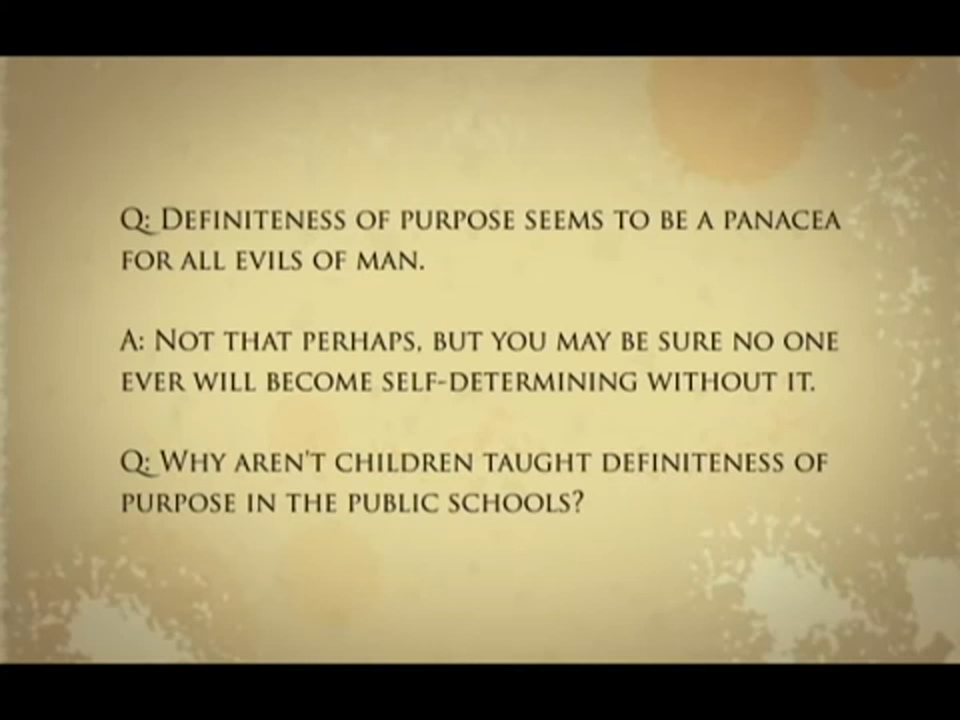 Q: Definiteness of purpose seems to be a panacea
for all evils of man.
A: Not that perhaps, but you may be sure no one
ever will become self-determining without it.
Q: Why aren't children taught definiteness of
purpose in the public schools?